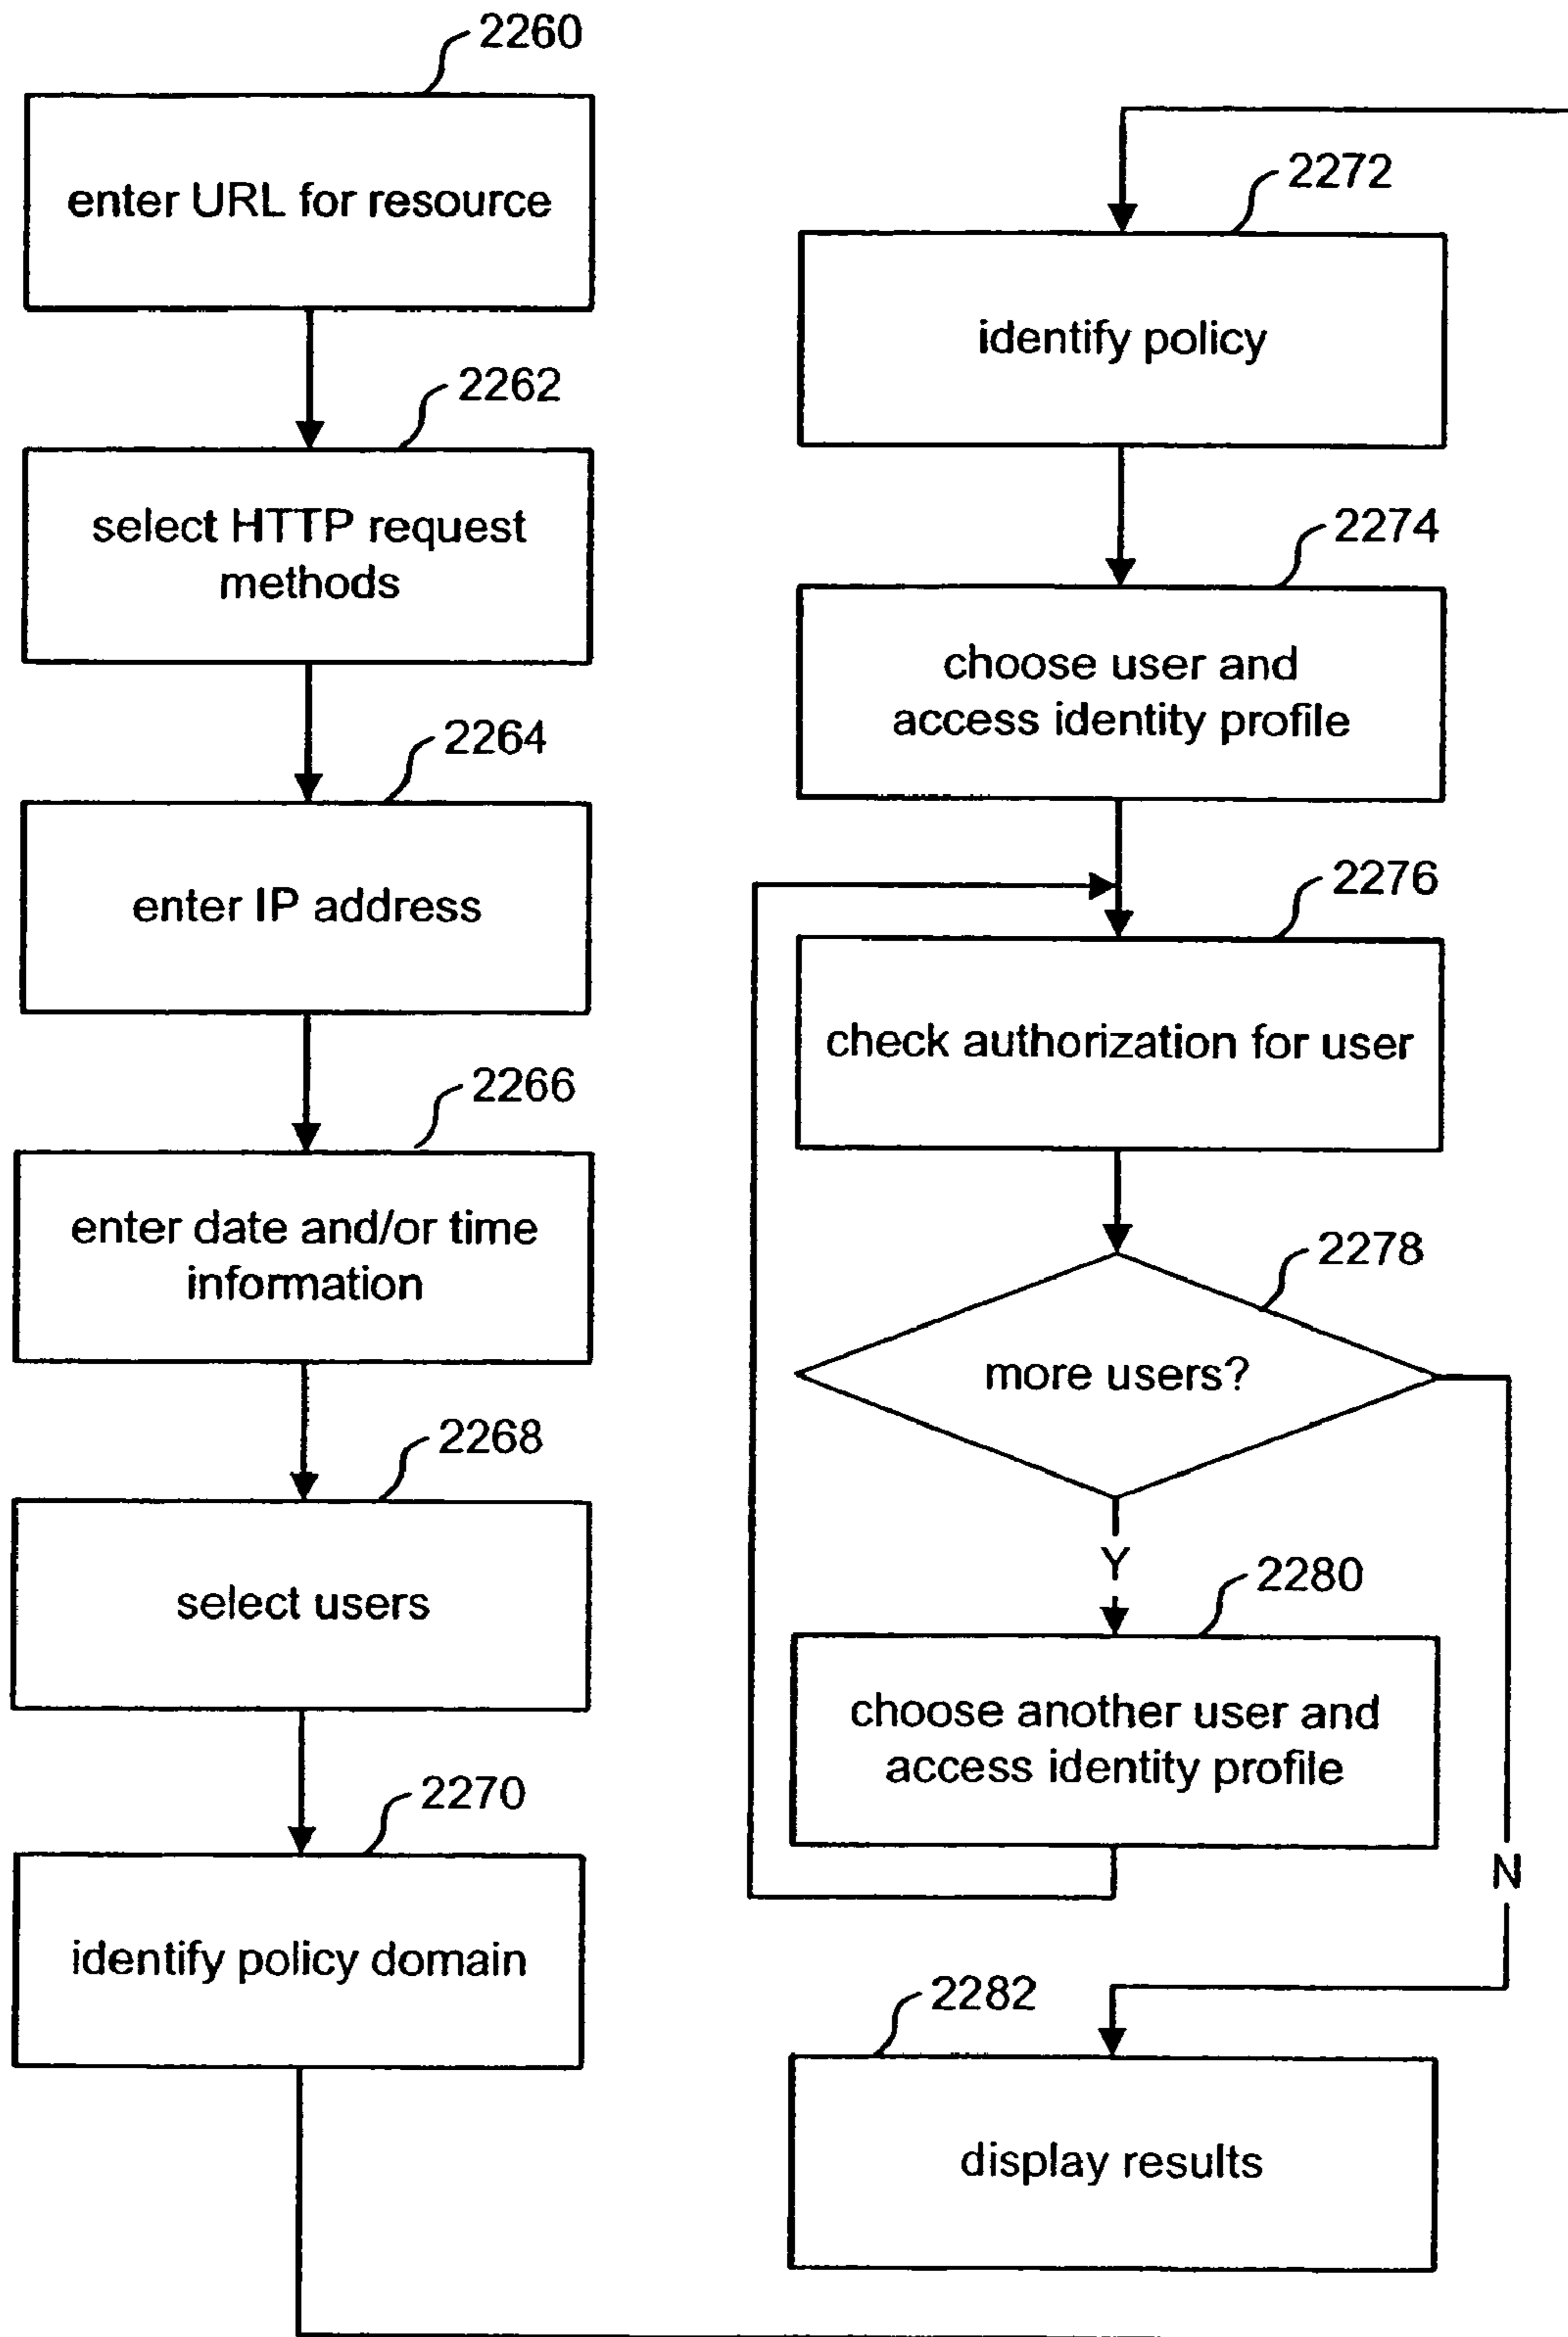 2260
enter URL for resource
2262
select HTTP request
methods
2264
enter IP address
2266
enter date and/or time
information
2268
select users
2270
identify policy domain
2272
identify policy
2274
choose user and
access identity profile
2276
check authorization for user
2278
more users?
Y
2280
choose another user and
access identity profile
N
2282
display results